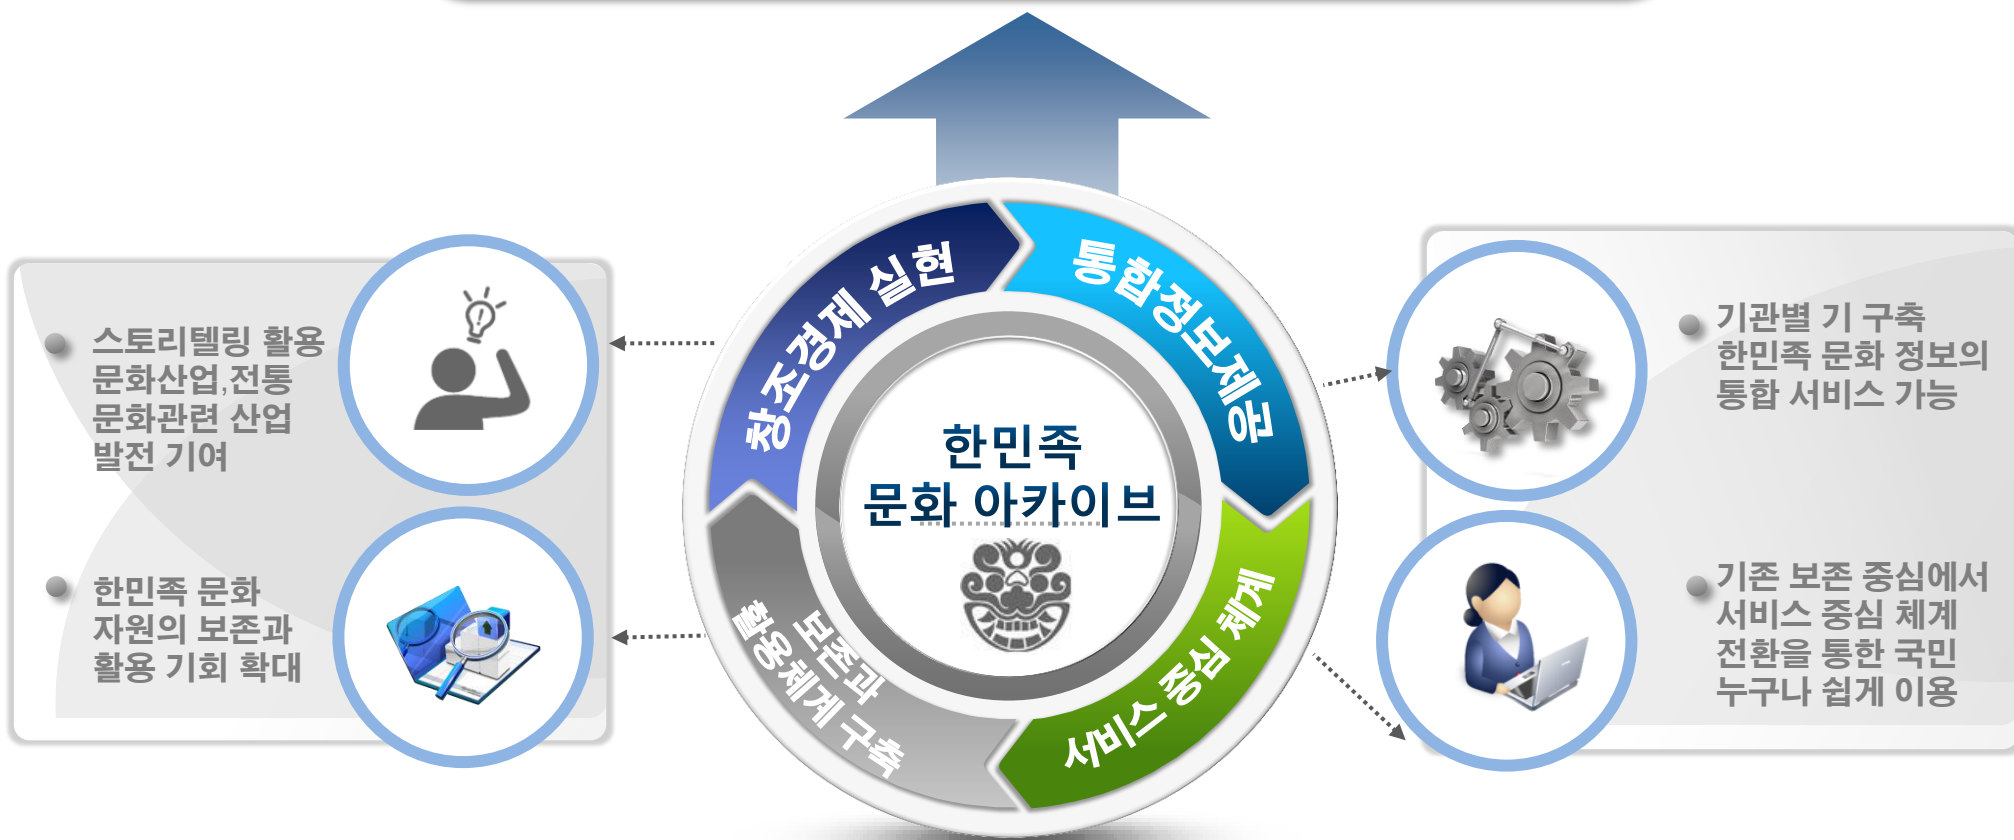 창조경제 실현
통합정보제공
스토리텔링 활용
문화산업,전통
문화관련 산업
발전 기여
기관별 기 구축
한민족 문화 정보의
통합 서비스 가능
한민족
문화 아카이브
한민족 문화
자원의 보존과
활용 기회 확대
보존과
활용체계 구축
서비스 중심 체계
기존 보존 중심에서
서비스 중심 체계
전환을 통한 국민
누구나 쉽게 이용